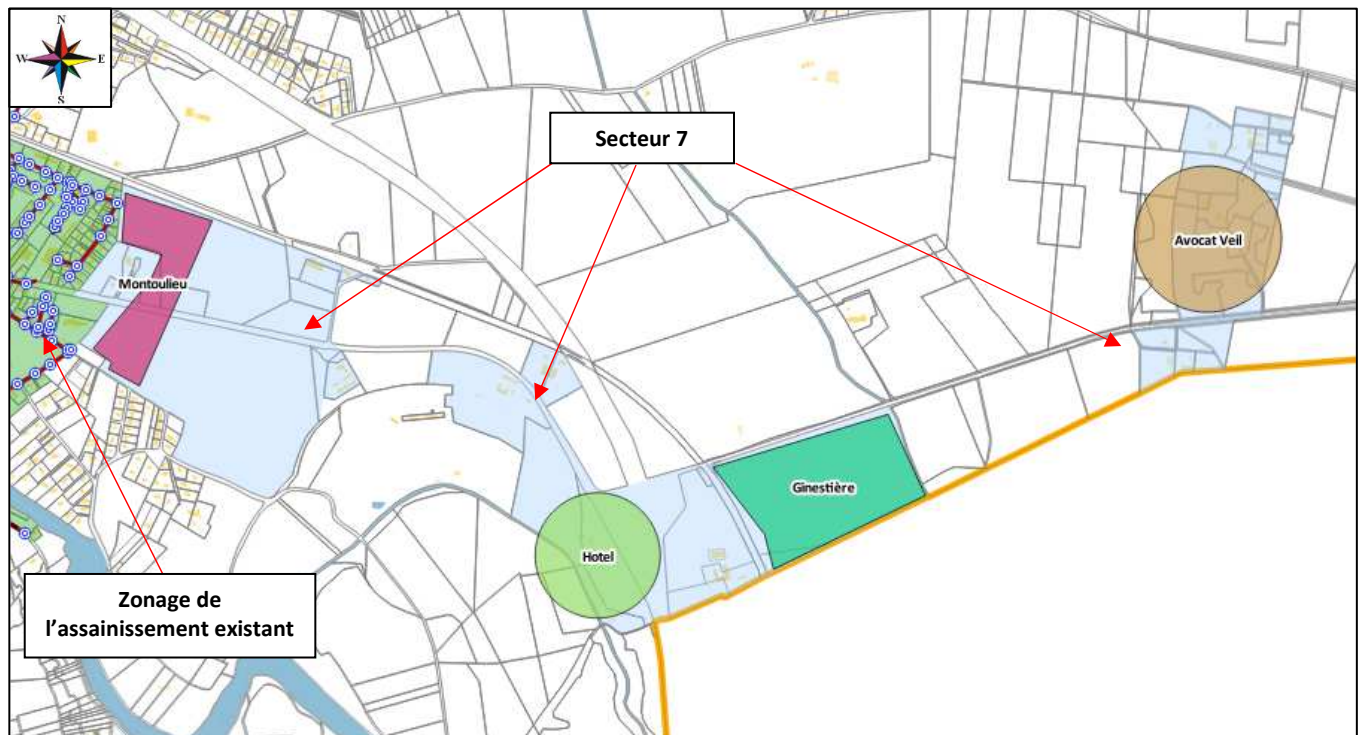 N
W E
S
Secteur 7
Avocat Veil
Montoulieu
Ginestière
Hotel
Zonage de
l'assainissement existant